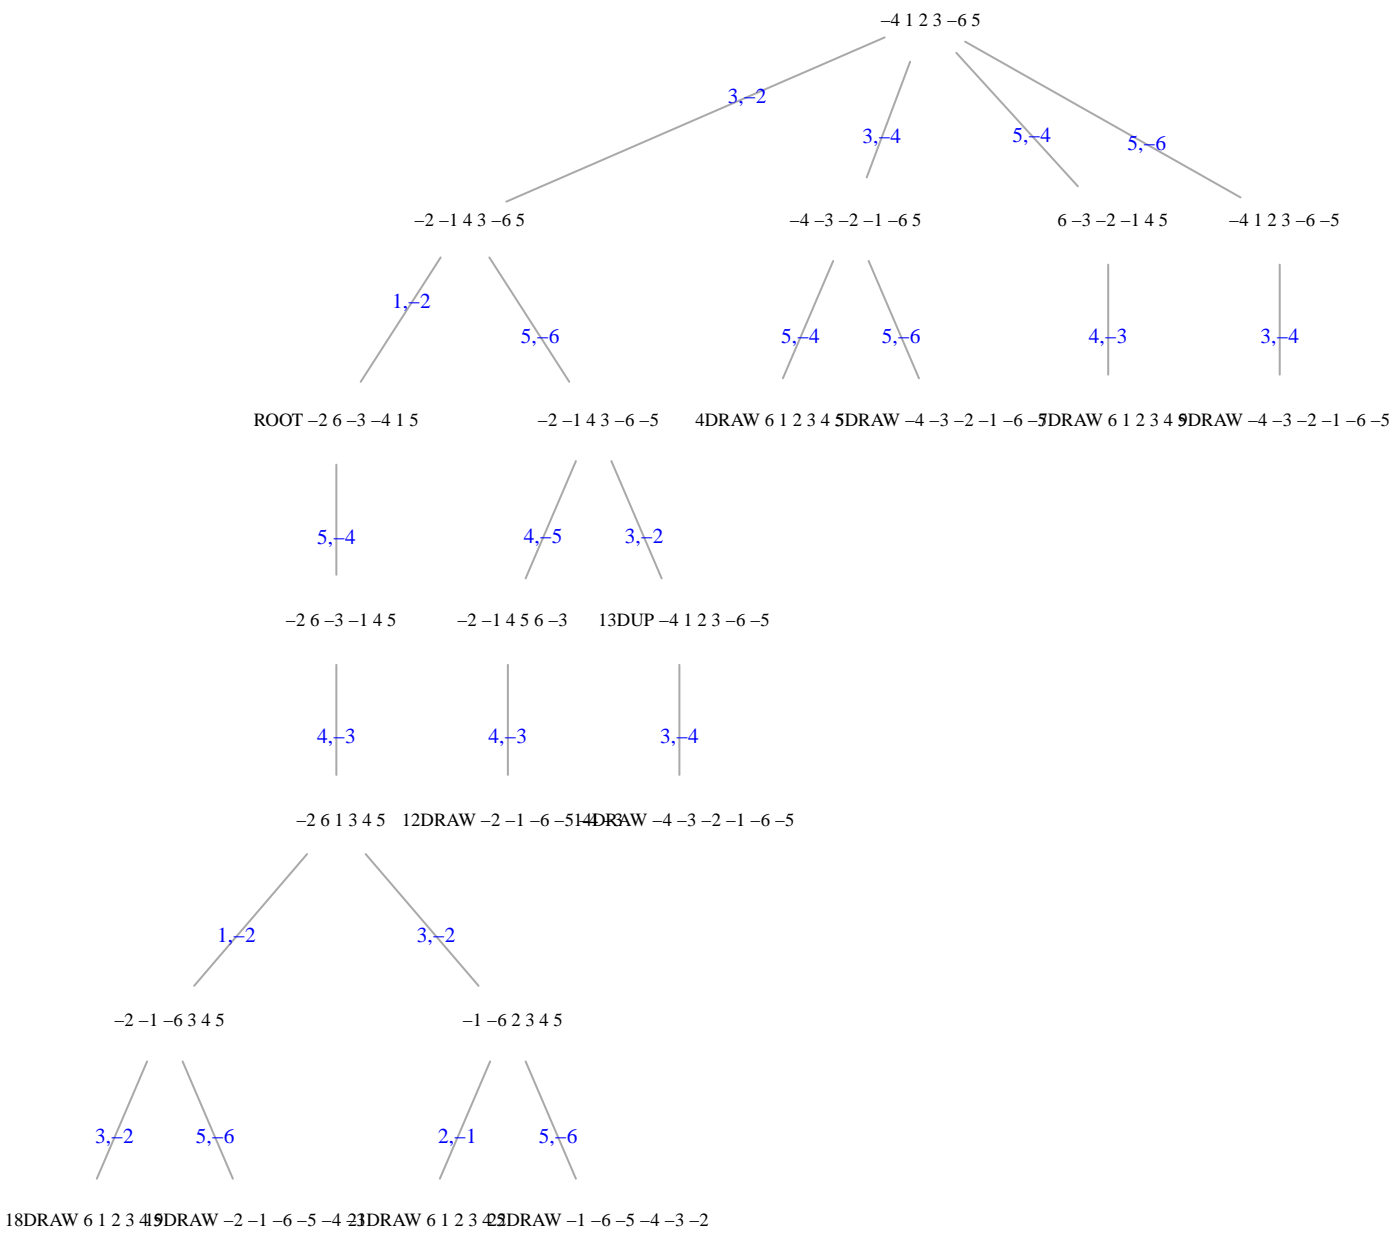 –4 1 2 3 –6 5
3,–2
3,–4
5,–4
5,–6
–2 –1 4 3 –6 5
–4 –3 –2 –1 –6 5
6 –3 –2 –1 4 5
–4 1 2 3 –6 –5
1,–2
5,–6
5,–4
5,–6
4,–3
3,–4
ROOT –2 6 –3 –4 1 5
–2 –1 4 3 –6 –5
4DRAW 6 1 2 3 4 5
5DRAW –4 –3 –2 –1 –6 –5
7DRAW 6 1 2 3 4 5
9DRAW –4 –3 –2 –1 –6 –5
5,–4
4,–5
3,–2
–2 6 –3 –1 4 5
–2 –1 4 5 6 –3
13DUP –4 1 2 3 –6 –5
4,–3
4,–3
3,–4
–2 6 1 3 4 5
12DRAW –2 –1 –6 –5 –4 –3
14DRAW –4 –3 –2 –1 –6 –5
1,–2
3,–2
–2 –1 –6 3 4 5
–1 –6 2 3 4 5
3,–2
5,–6
2,–1
5,–6
18DRAW 6 1 2 3 4 5
19DRAW –2 –1 –6 –5 –4 –3
21DRAW 6 1 2 3 4 5
22DRAW –1 –6 –5 –4 –3 –2